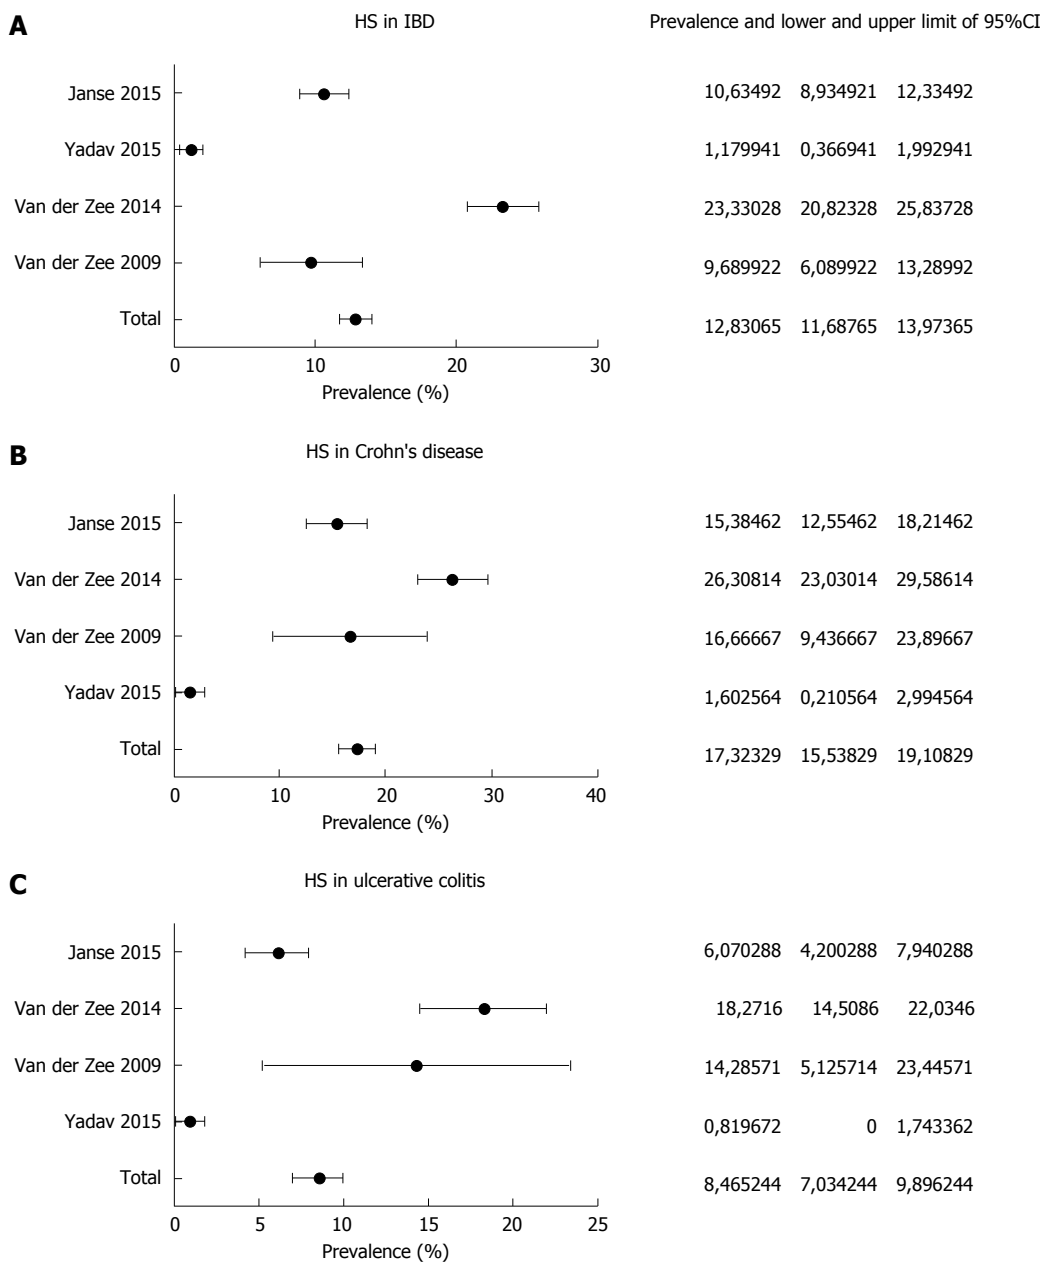 A HS in IBD Prevalence and lower and upper limit of 95%CI
Janse 2015 10,63492 8,934921 12,33492
Yadav 2015 1,179941 0,366941 1,992941
Van der Zee 2014 23,33028 20,82328 25,83728
Van der Zee 2009 9,689922 6,089922 13,28992
Total 12,83065 11,68765 13,97365
0 10 20 30
Prevalence (%)
B HS in Crohn's disease
Janse 2015 15,38462 12,55462 18,21462
Van der Zee 2014 26,30814 23,03014 29,58614
Van der Zee 2009 16,66667 9,436667 23,89667
Yadav 2015 1,602564 0,210564 2,994564
Total 17,32329 15,53829 19,10829
0 10 20 30 40
Prevalence (%)
C HS in ulcerative colitis
Janse 2015 6,070288 4,200288 7,940288
Van der Zee 2014 18,2716 14,5086 22,0346
Van der Zee 2009 14,28571 5,125714 23,44571
Yadav 2015 0,819672 0 1,743362
Total 8,465244 7,034244 9,896244
0 5 10 15 20 25
Prevalence (%)